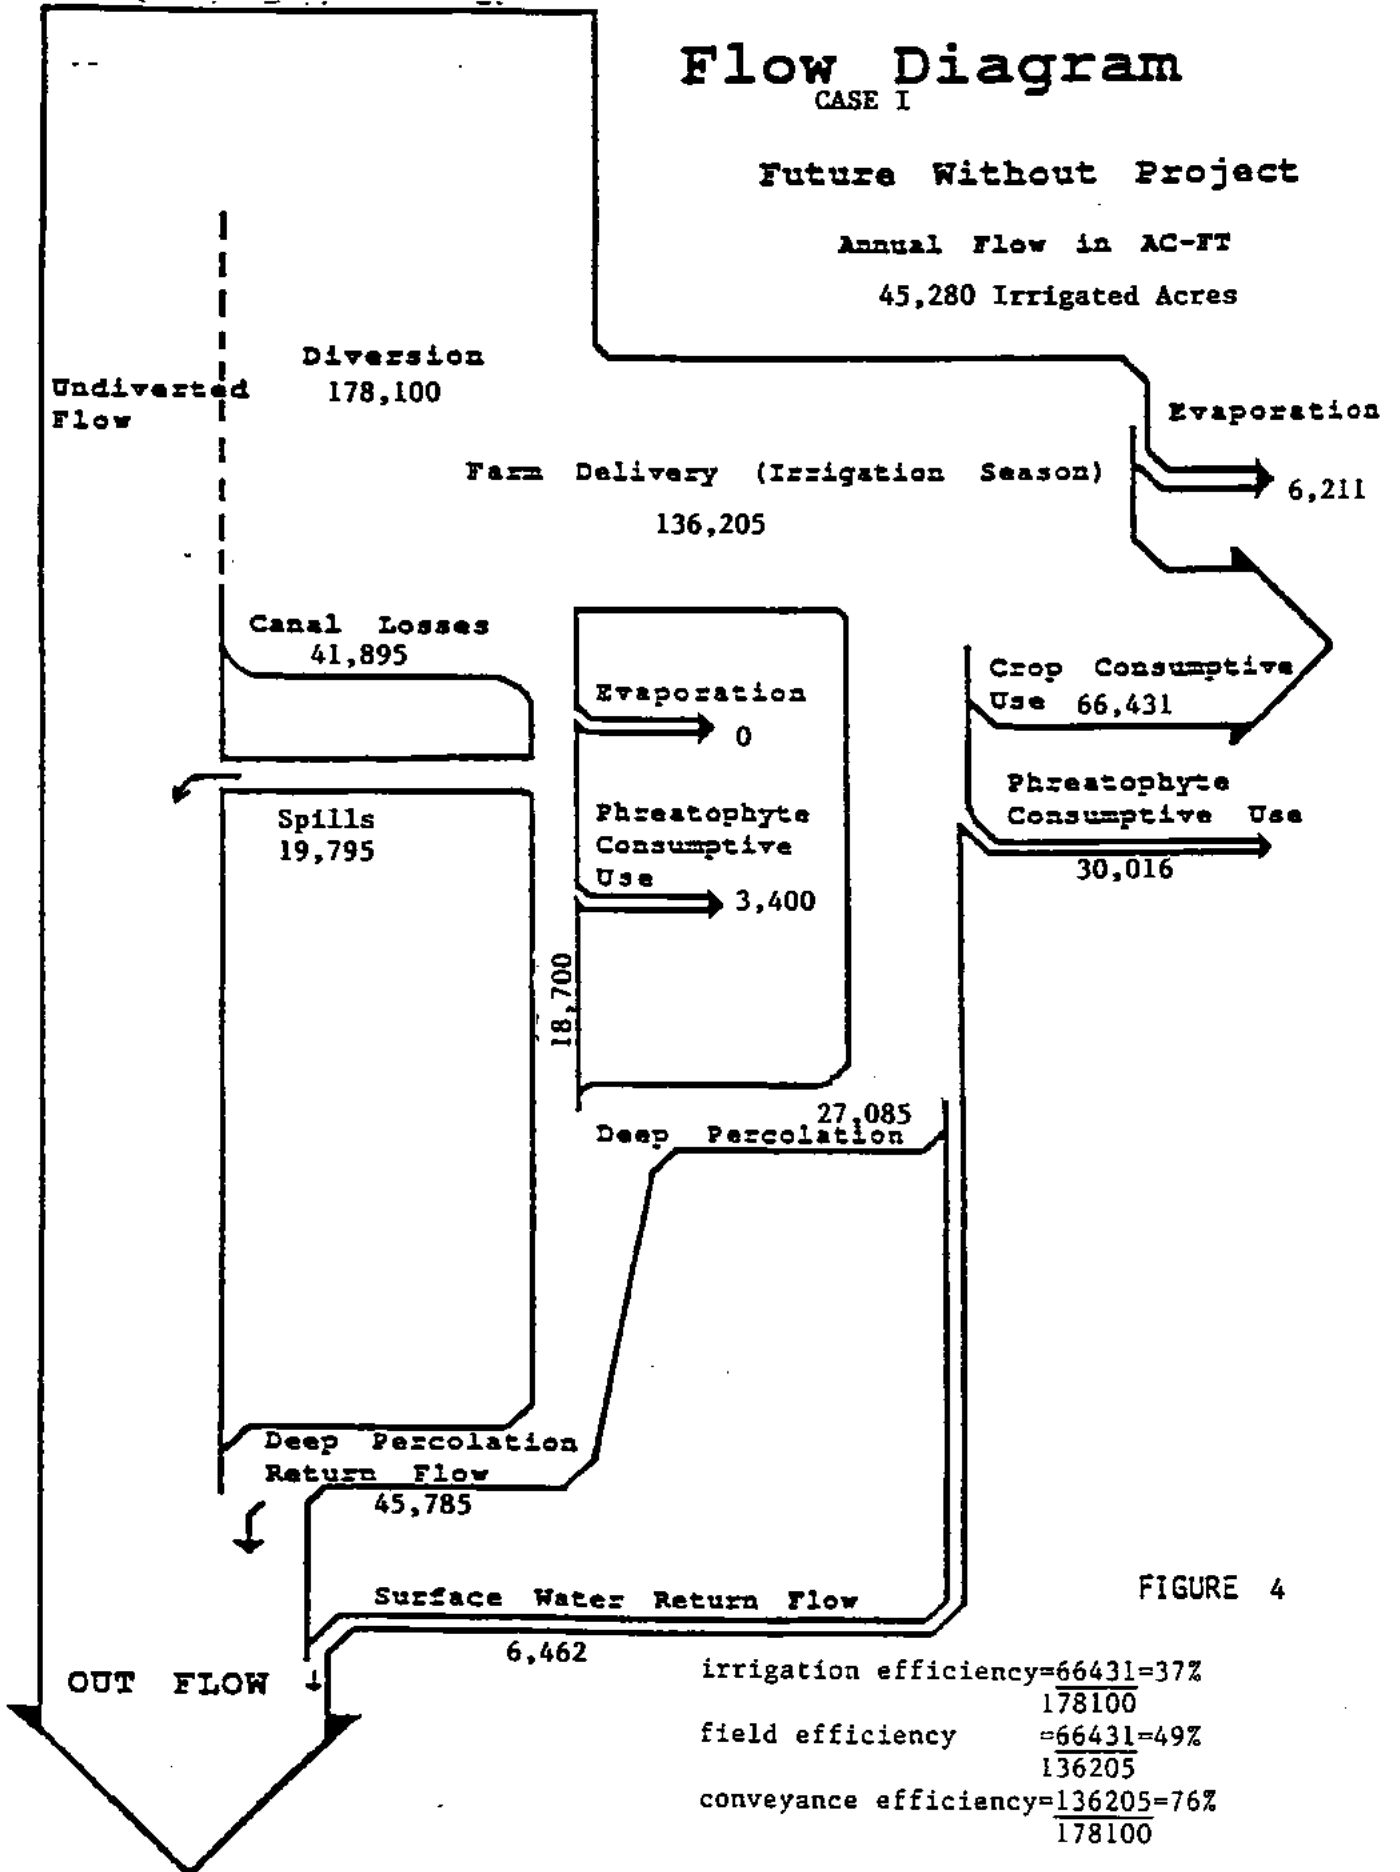 Flow Diagram
CASE I
Future Without Project
Annual Flow in AC-FT
45,280 Irrigated Acres
Diversion
178,100
Undiverted
Flow
Evaporation
6,211
Farm Delivery (Irrigation Season)
136,205
Canal Losses
41,895
Evaporation
0
Crop Consumptive
Use 66,431
Phreatophyte
Consumptive Use
30,016
Spills
19,795
Phreatophyte
Consumptive
Use
3,400
18,700
27,085
Deep Percolation
Deep Percolation
Return Flow
45,785
Surface Water Return Flow
6,462
FIGURE 4
OUT FLOW
irrigation efficiency=66431=37%
178100
field efficiency =66431=49%
136205
conveyance efficiency=136205=76%
178100